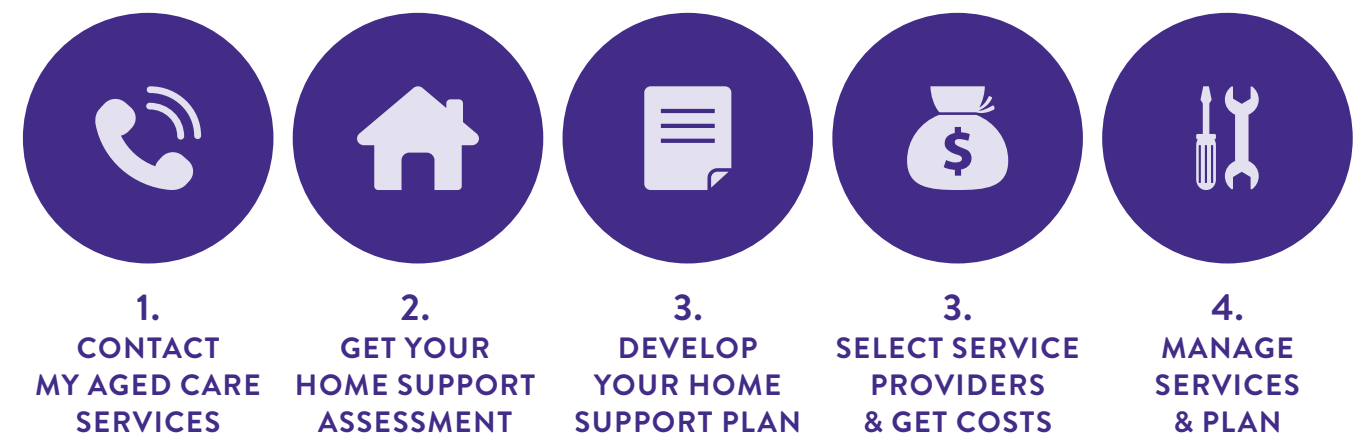 $
1.
CONTACT
MY AGED CARE
SERVICES
2.
GET YOUR
HOME SUPPORT
ASSESSMENT
3.
DEVELOP
YOUR HOME
SUPPORT PLAN
3.
SELECT SERVICE
PROVIDERS
& GET COSTS
4.
MANAGE
SERVICES
& PLAN